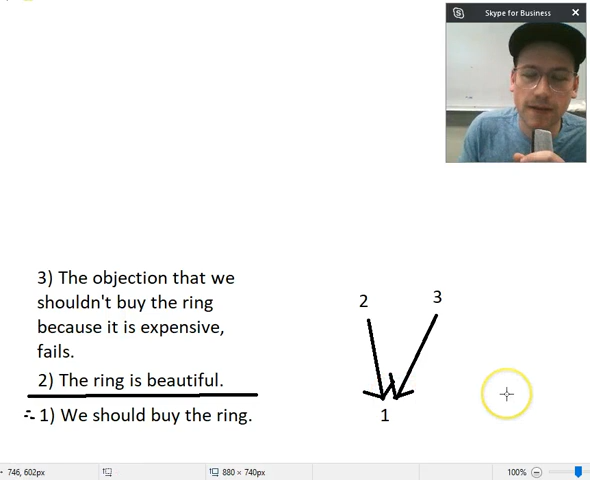 Skype for Business
3) The objection that we
shouldn't buy the ring
because it is expensive,
fails.
2) The ring is beautiful.
∴ 1) We should buy the ring.
2
3
1
746, 602px
880 × 740px
100%